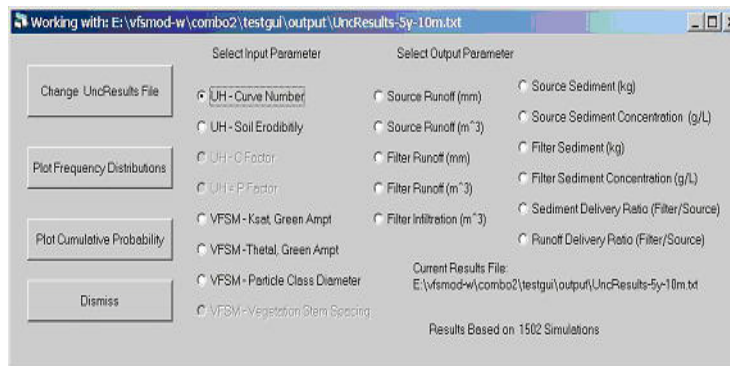 Working with: E:\vfsmod-w\combo2\testgui\output\UncResults-5y-10m.txt
Select Input Parameter
Select Output Parameter
Change UncResults File
Plot Frequency Distributions
Plot Cumulative Probability
Dismiss
UH - Curve Number
UH - Soil Erodibitily
UH - C Factor
UH = P Factor
VFSM - Ksat, Green Ampt
VFSM -Thetal, Green Ampt
VFSM - Particle Class Diameter
VFSM - Vegetation Stem Spacing
Source Runoff (mm)
Source Runoff (m^3)
Filter Runoff (mm)
Filter Runoff (m^3)
Filter Infiltration (m^3)
Source Sediment (kg)
Source Sediment Concentration (g/L)
Filter Sediment (kg)
Filter Sediment Concentration (g/L)
Sediment Delivery Ratio (Filter/Source)
Runoff Delivery Ratio (Filter/Source)
Current Results File:
E:\vfsmod-w\combo2\testgui\output\UncResults-5y-10m.txt
Results Based on 1502 Simulations